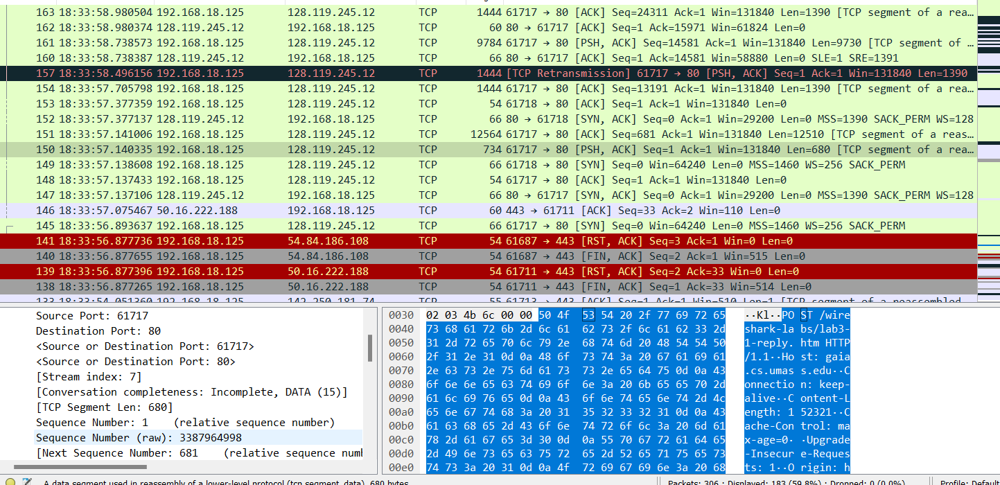 163 18:33:58.980504 192.168.18.125 128.119.245.12 TCP 1444 61717 → 80 [ACK] Seq=24311 Ack=1 Win=131840 Len=1390 [TCP segment of a rea…
162 18:33:58.980374 128.119.245.12 192.168.18.125 TCP 60 80 → 61717 [ACK] Seq=1 Ack=15971 Win=61824 Len=0
161 18:33:58.738573 192.168.18.125 128.119.245.12 TCP 9784 61717 → 80 [PSH, ACK] Seq=14581 Ack=1 Win=131840 Len=9730 [TCP segment of …
160 18:33:58.738387 128.119.245.12 192.168.18.125 TCP 66 80 → 61717 [ACK] Seq=1 Ack=14581 Win=58880 Len=0 SLE=1 SRE=1391
157 18:33:58.496156 192.168.18.125 128.119.245.12 TCP 1444 [TCP Retransmission] 61717 → 80 [PSH, ACK] Seq=1 Ack=1 Win=131840 Len=1390
154 18:33:57.705798 192.168.18.125 128.119.245.12 TCP 1444 61717 → 80 [ACK] Seq=13191 Ack=1 Win=131840 Len=1390 [TCP segment of a rea…
153 18:33:57.377359 192.168.18.125 128.119.245.12 TCP 54 61718 → 80 [ACK] Seq=1 Ack=1 Win=131840 Len=0
152 18:33:57.377137 128.119.245.12 192.168.18.125 TCP 66 80 → 61718 [SYN, ACK] Seq=0 Ack=1 Win=29200 Len=0 MSS=1390 SACK_PERM WS=128
151 18:33:57.141006 192.168.18.125 128.119.245.12 TCP 12564 61717 → 80 [ACK] Seq=681 Ack=1 Win=131840 Len=12510 [TCP segment of a reas…
150 18:33:57.140335 192.168.18.125 128.119.245.12 TCP 734 61717 → 80 [PSH, ACK] Seq=1 Ack=1 Win=131840 Len=680 [TCP segment of a rea…
149 18:33:57.138608 192.168.18.125 128.119.245.12 TCP 66 61718 → 80 [SYN] Seq=0 Win=64240 Len=0 MSS=1460 WS=256 SACK_PERM
148 18:33:57.137433 192.168.18.125 128.119.245.12 TCP 54 61717 → 80 [ACK] Seq=1 Ack=1 Win=131840 Len=0
147 18:33:57.137106 128.119.245.12 192.168.18.125 TCP 66 80 → 61717 [SYN, ACK] Seq=0 Ack=1 Win=29200 Len=0 MSS=1390 SACK_PERM WS=128
146 18:33:57.075467 50.16.222.188 192.168.18.125 TCP 60 443 → 61711 [ACK] Seq=33 Ack=2 Win=110 Len=0
145 18:33:56.893637 192.168.18.125 128.119.245.12 TCP 66 61717 → 80 [SYN] Seq=0 Win=64240 Len=0 MSS=1460 WS=256 SACK_PERM
141 18:33:56.877736 192.168.18.125 54.84.186.108 TCP 54 61687 → 443 [RST, ACK] Seq=3 Ack=1 Win=0 Len=0
140 18:33:56.877655 192.168.18.125 54.84.186.108 TCP 54 61687 → 443 [FIN, ACK] Seq=2 Ack=1 Win=515 Len=0
139 18:33:56.877396 192.168.18.125 50.16.222.188 TCP 54 61711 → 443 [RST, ACK] Seq=2 Ack=33 Win=0 Len=0
138 18:33:56.877265 192.168.18.125 50.16.222.188 TCP 54 61711 → 443 [FIN, ACK] Seq=1 Ack=33 Win=514 Len=0
133 18:33:54.051360 192.168.18.125 142.250.181.74 TCP 55 61713 → 443 [ACK] Seq=1 Ack=1 Win=510 Len=1 [TCP segment of a reassembled
Source Port: 61717
Destination Port: 80
<Source or Destination Port: 61717>
<Source or Destination Port: 80>
[Stream index: 7]
[Conversation completeness: Incomplete, DATA (15)]
[TCP Segment Len: 680]
Sequence Number: 1 (relative sequence number)
Sequence Number (raw): 3387964998
[Next Sequence Number: 681 (relative sequence num
0030 02 03 4b 6c 00 00 50 4f 53 54 20 2f 77 69 72 65 ··Kl··PO ST /wire
0040 73 68 61 72 6b 2d 6c 61 62 73 2f 6c 61 62 33 2d shark-la bs/lab3-
0050 31 2d 72 65 70 6c 79 2e 68 74 6d 20 48 54 54 50 1-reply. htm HTTP
0060 2f 31 2e 31 0d 0a 48 6f 73 74 3a 20 67 61 69 61 /1.1··Ho st: gaia
0070 2e 63 73 2e 75 6d 61 73 73 2e 65 64 75 0d 0a 43 .cs.umas s.edu··C
0080 6f 6e 6e 65 63 74 69 6f 6e 3a 20 6b 65 65 70 2d onnectio n: keep-
0090 61 6c 69 76 65 0d 0a 43 6f 6e 74 65 6e 74 2d 4c alive··C ontent-L
00a0 65 6e 67 74 68 3a 20 31 35 32 33 32 31 0d 0a 43 ength: 1 52321··C
00b0 61 63 68 65 2d 43 6f 6e 74 72 6f 6c 3a 20 6d 61 ache-Con trol: ma
00c0 78 2d 61 67 65 3d 30 0d 0a 55 70 67 72 61 64 65 x-age=0· ·Upgrade
00d0 2d 49 6e 73 65 63 75 72 65 2d 52 65 71 75 65 73 -Insecur e-Reques
00e0 74 73 3a 20 31 0d 0a 4f 72 69 67 69 6e 3a 20 68 ts: 1··O rigin: h
A data segment used in reassembly of a lower-level protocol (tcp.segment_data), 680 bytes
Packets: 306 · Displayed: 183 (59.8%) · Dropped: 0 (0.0%)
Profile: Default